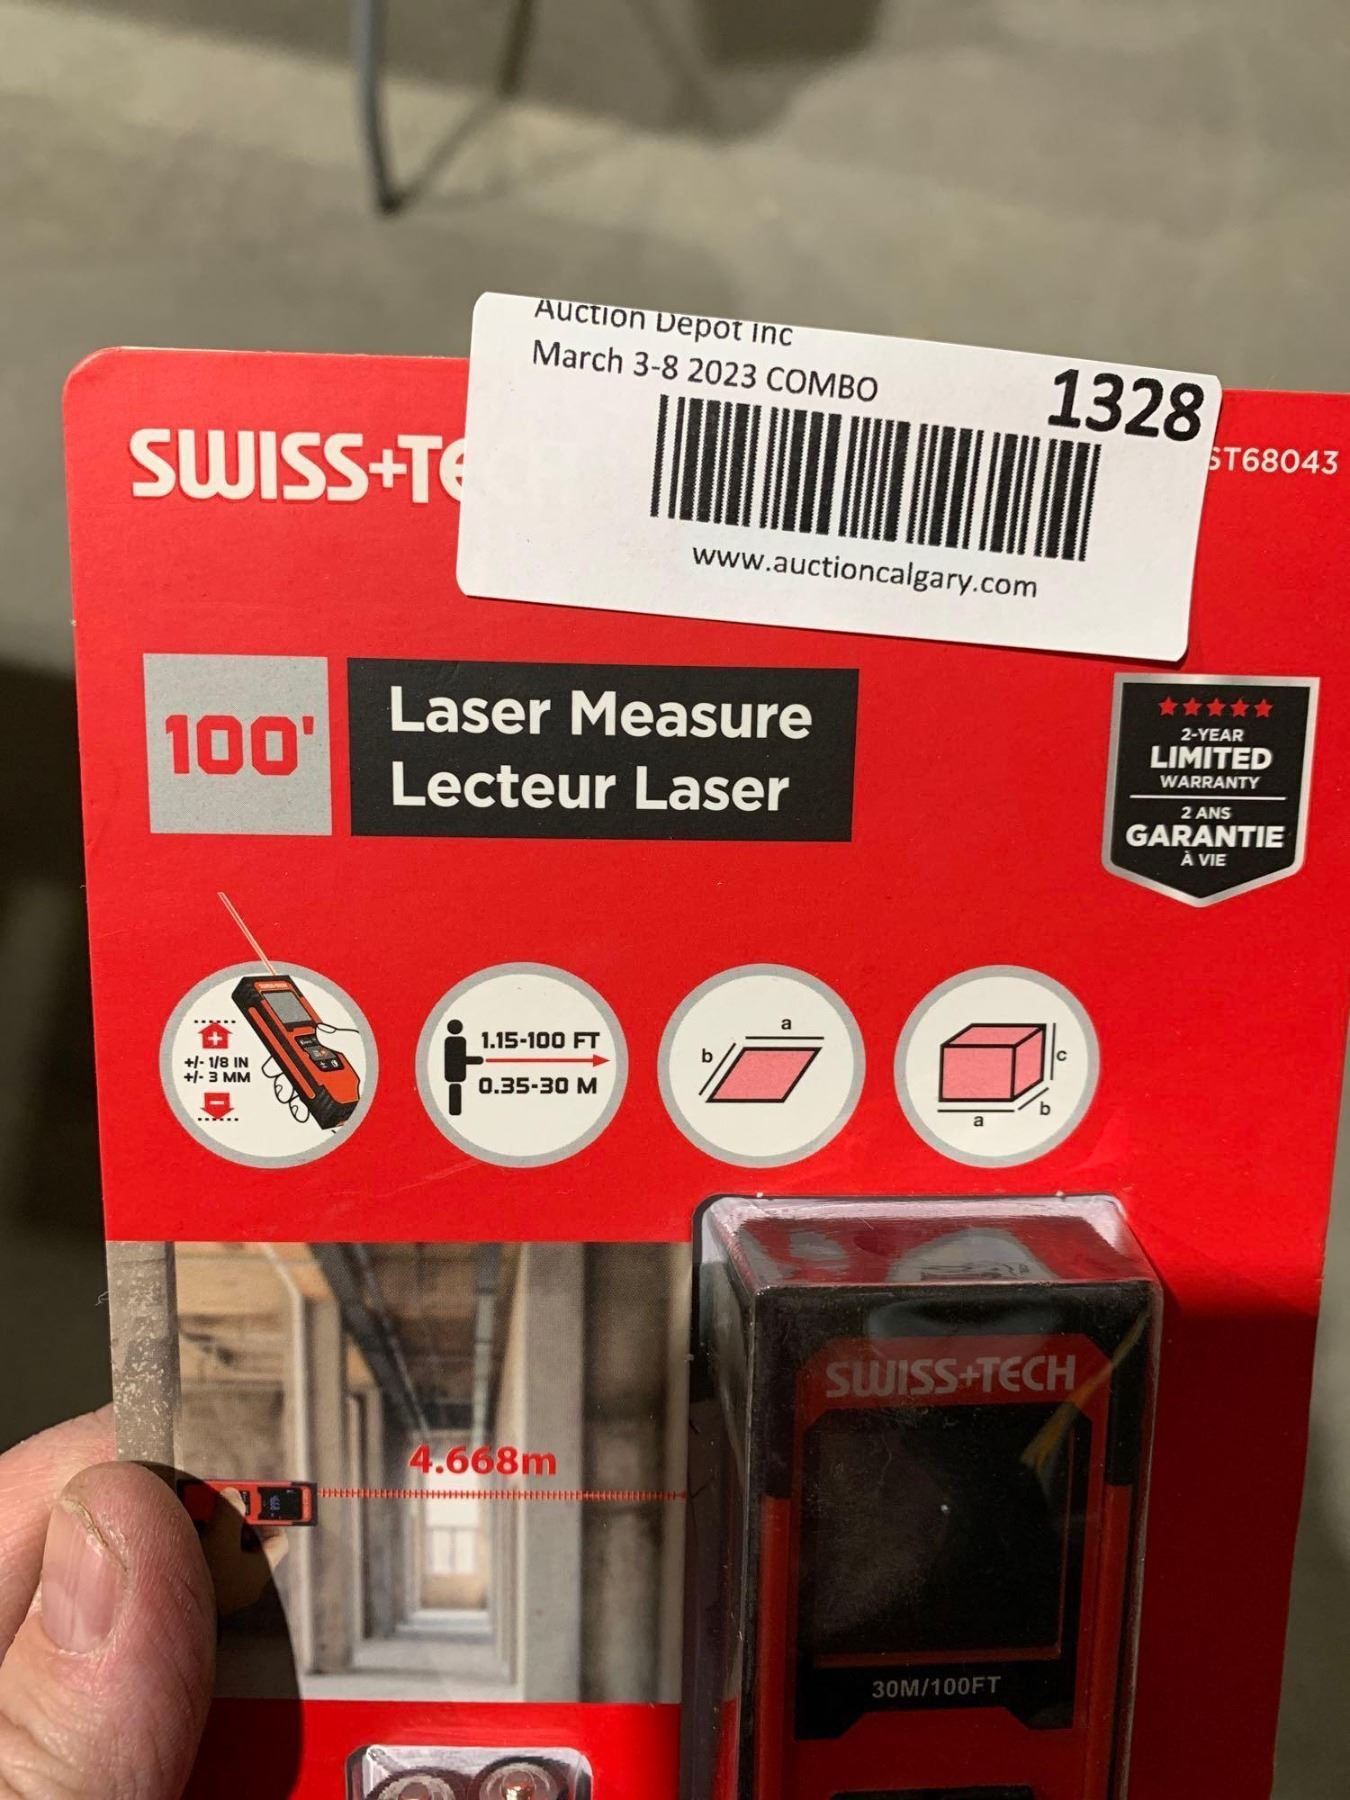 Auction Depot Inc
March 3-8 2023 COMBO
1328
www.auctioncalgary.com
SWISS+TE
ST68043
100'
Laser Measure
Lecteur Laser
2-YEAR
LIMITED
WARRANTY
2 ANS
GARANTIE
À VIE
+/- 1/8 IN
+/- 3 MM
1.15-100 FT
0.35-30 M
a
b
c
b
a
4.668m
SWISS+TECH
30M/100FT